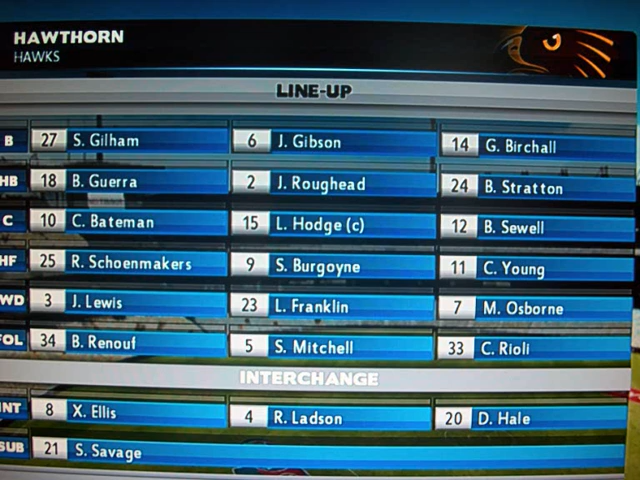 HAWTHORN
HAWKS
LINE-UP
B 27 S. Gilham 6 J. Gibson 14 G. Birchall
HB 18 B. Guerra 2 J. Roughead 24 B. Stratton
C 10 C. Bateman 15 L. Hodge (c) 12 B. Sewell
HF 25 R. Schoenmakers 9 S. Burgoyne 11 C. Young
WD 3 J. Lewis 23 L. Franklin 7 M. Osborne
FOL 34 B. Renouf 5 S. Mitchell 33 C. Rioli
INTERCHANGE
INT 8 X. Ellis 4 R. Ladson 20 D. Hale
SUB 21 S. Savage